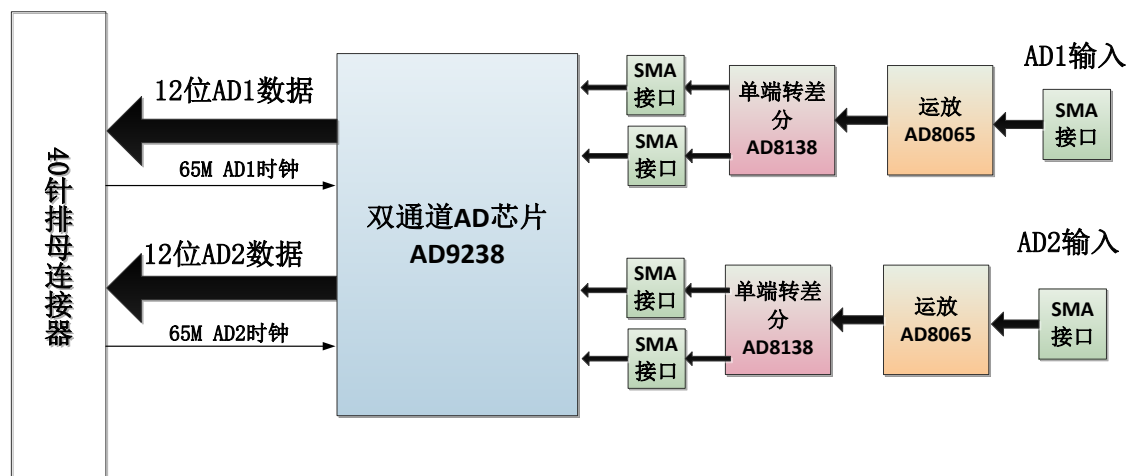 40针排母连接器
12位AD1数据
65M AD1时钟
12位AD2数据
65M AD2时钟
双通道AD芯片
AD9238
SMA
接口
SMA
接口
单端转差
分
AD8138
运放
AD8065
AD1输入
SMA
接口
SMA
接口
SMA
接口
单端转差
分
AD8138
运放
AD8065
AD2输入
SMA
接口